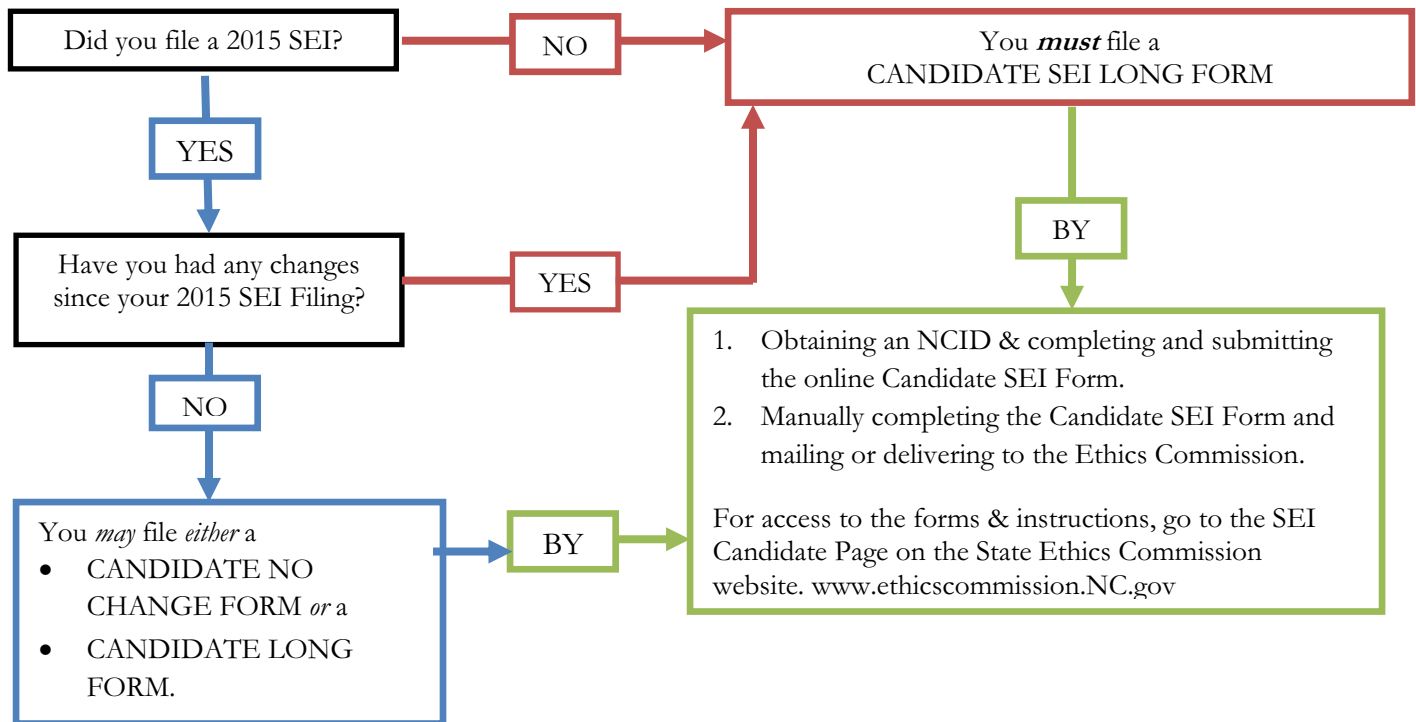 Did you file a 2015 SEI?
NO
You must file a
CANDIDATE SEI LONG FORM
YES
BY
Have you had any changes
since your 2015 SEI Filing?
YES
NO
1. Obtaining an NCID & completing and submitting
the online Candidate SEI Form.
2. Manually completing the Candidate SEI Form and
mailing or delivering to the Ethics Commission.
For access to the forms & instructions, go to the SEI
Candidate Page on the State Ethics Commission
website. www.ethicscommission.NC.gov
You may file either a
• CANDIDATE NO
CHANGE FORM or a
• CANDIDATE LONG
FORM.
BY